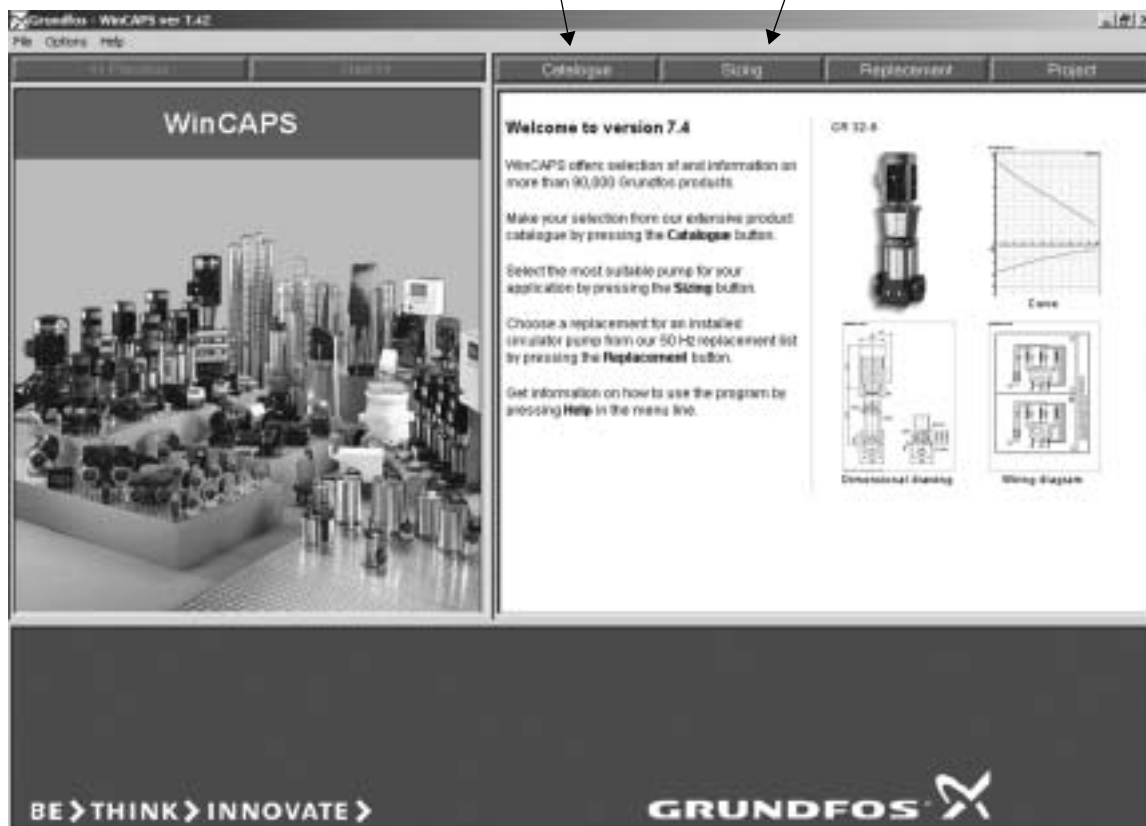 Grundfos - WinCAPS ver 7.42
File Options Help
Catalogue Sizing Replacement Project
WinCAPS
Welcome to version 7.4
WinCAPS offers selection of and information on
more than 90,000 Grundfos products.
Make your selection from our extensive product
catalogue by pressing the Catalogue button.
Select the most suitable pump for your
application by pressing the Sizing button.
Choose a replacement for an installed
circulator pump from our 50 Hz replacement list
by pressing the Replacement button.
Get information on how to use the program by
pressing Help in the menu line.
Curve
Dimensional drawing Wiring diagram
BE>THINK>INNOVATE>
GRUNDFOS